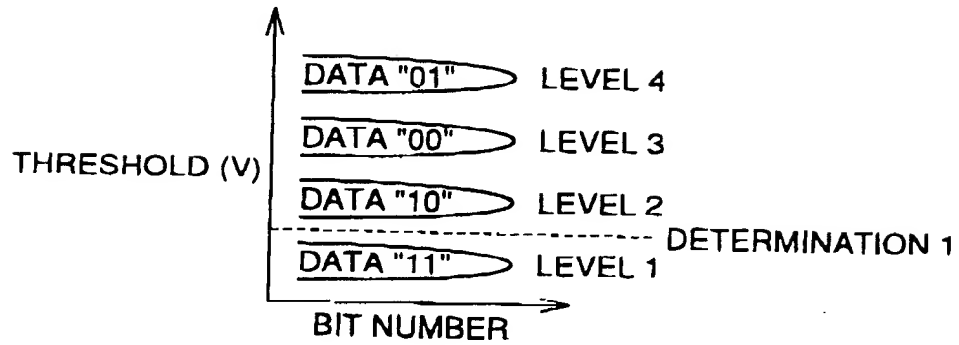 DATA "01" LEVEL 4
DATA "00" LEVEL 3
THRESHOLD (V)
DATA "10" LEVEL 2
DETERMINATION 1
DATA "11" LEVEL 1
BIT NUMBER